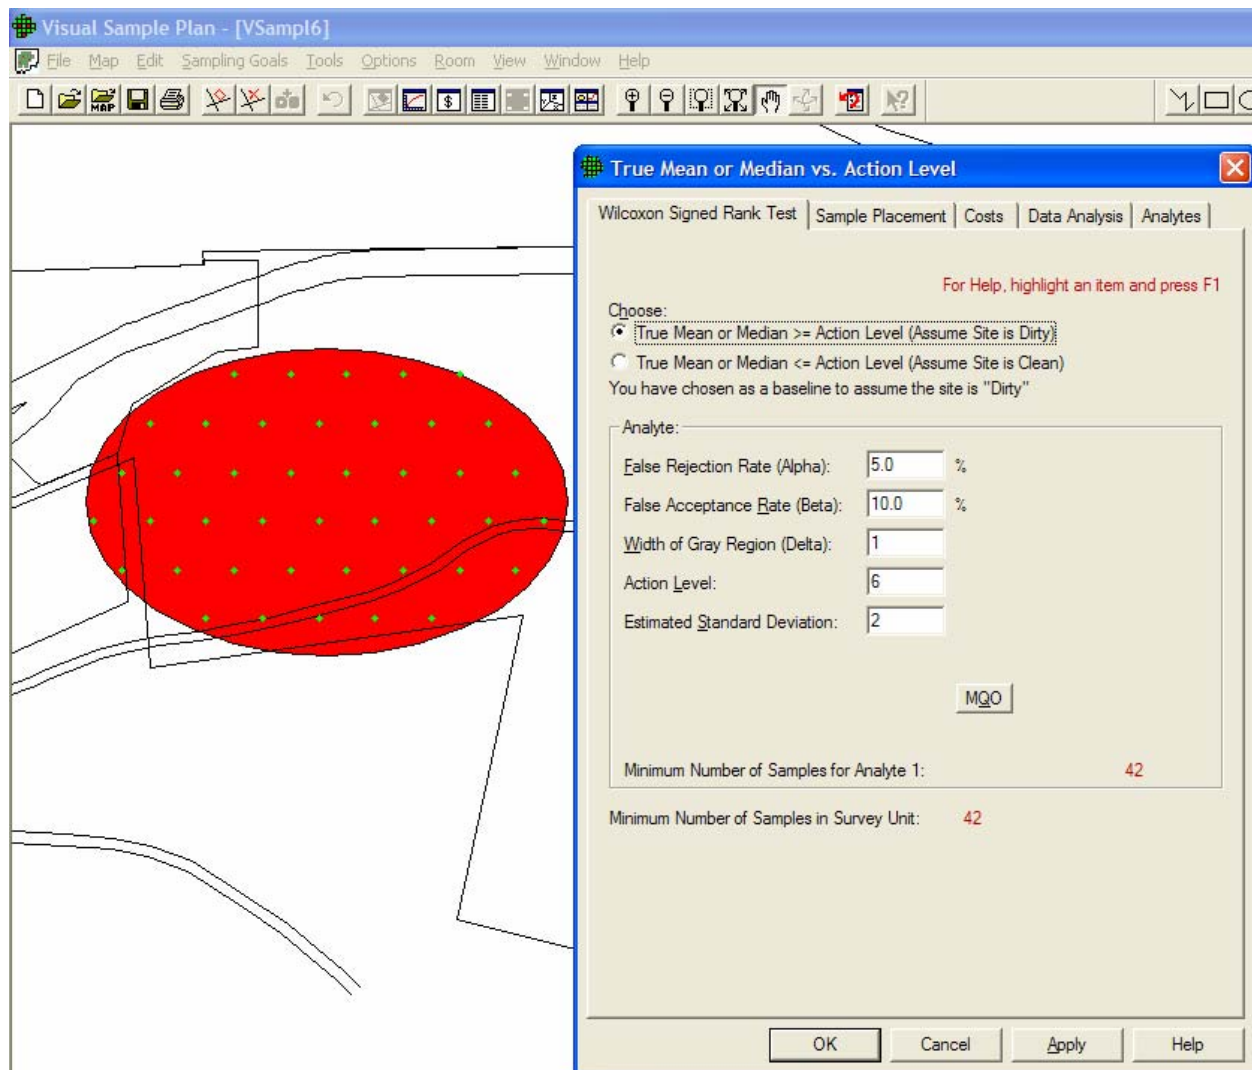 Visual Sample Plan - [VSampl6]
File Map Edit Sampling Goals Tools Options Room View Window Help
MAP $
True Mean or Median vs. Action Level
Wilcoxon Signed Rank Test Sample Placement Costs Data Analysis Analytes
For Help, highlight an item and press F1
Choose:
True Mean or Median >= Action Level (Assume Site is Dirty)
True Mean or Median <= Action Level (Assume Site is Clean)
You have chosen as a baseline to assume the site is "Dirty"
Analyte:
False Rejection Rate (Alpha): 5.0 %
False Acceptance Rate (Beta): 10.0 %
Width of Gray Region (Delta): 1
Action Level: 6
Estimated Standard Deviation: 2
MQO
Minimum Number of Samples for Analyte 1: 42
Minimum Number of Samples in Survey Unit: 42
OK Cancel Apply Help